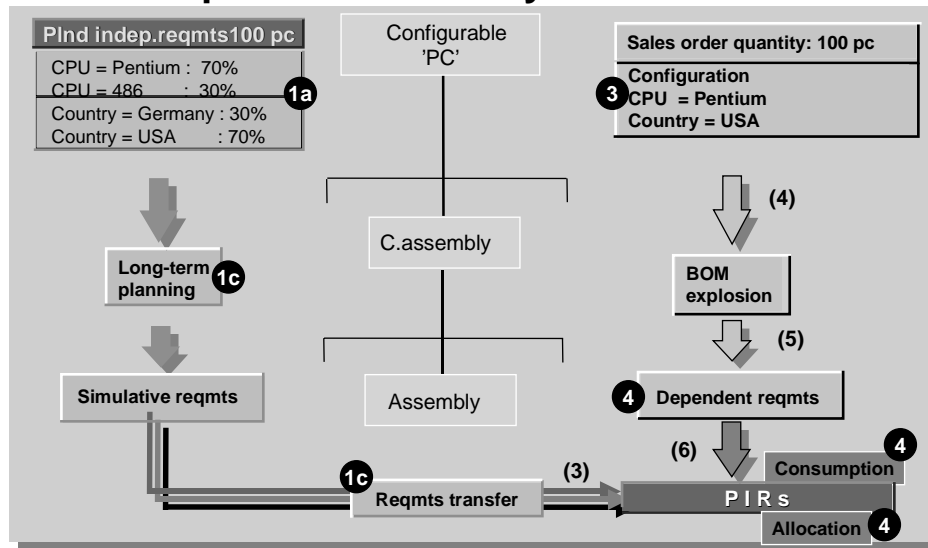 Plnd indep.reqmts100 pc
CPU = Pentium : 70%
CPU = 486 : 30%
Country = Germany : 30%
Country = USA : 70%
1a
Configurable
'PC'
Sales order quantity: 100 pc
Configuration
CPU = Pentium
Country = USA
3
(4)
C.assembly
Long-term
planning
1c
BOM
explosion
(5)
Simulative reqmts
Assembly
4
Dependent reqmts
(6)
4
Consumption
1c
Reqmts transfer
(3)
P I R s
Allocation
4